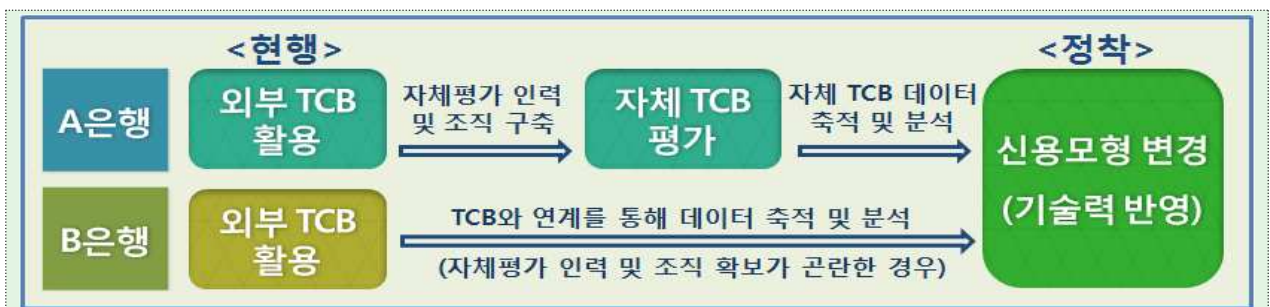 <현행>
<정착>
A은행
외부 TCB
활용
자체평가 인력
및 조직 구축
자체 TCB
평가
자체 TCB 데이터
축적 및 분석
신용모형 변경
(기술력 반영)
B은행
외부 TCB
활용
TCB와 연계를 통해 데이터 축적 및 분석
(자체평가 인력 및 조직 확보가 곤란한 경우)